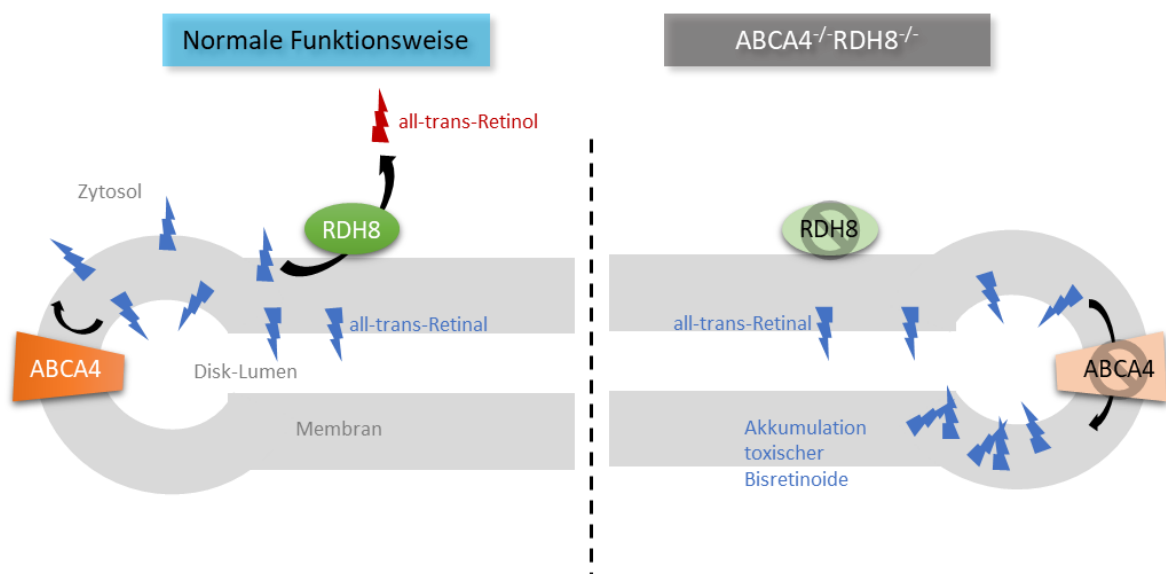 Normale Funktionsweise
ABCA4⁻/⁻RDH8⁻/⁻
all-trans-Retinol
Zytosol
RDH8
all-trans-Retinal
ABCA4
Disk-Lumen
Membran
RDH8
all-trans-Retinal
ABCA4
Akkumulation
toxischer
Bisretinoide